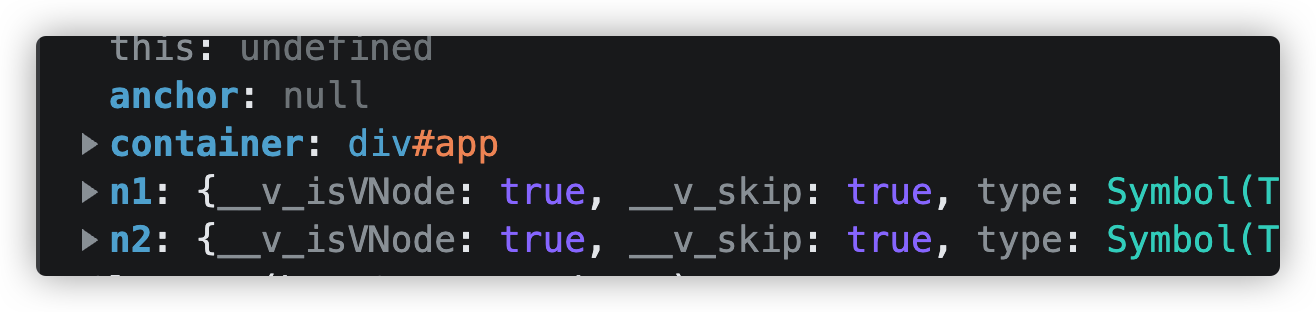 this: undefined
anchor: null
container: div#app
n1: {__v_isVNode: true, __v_skip: true, type: Symbol(T
n2: {__v_isVNode: true, __v_skip: true, type: Symbol(T